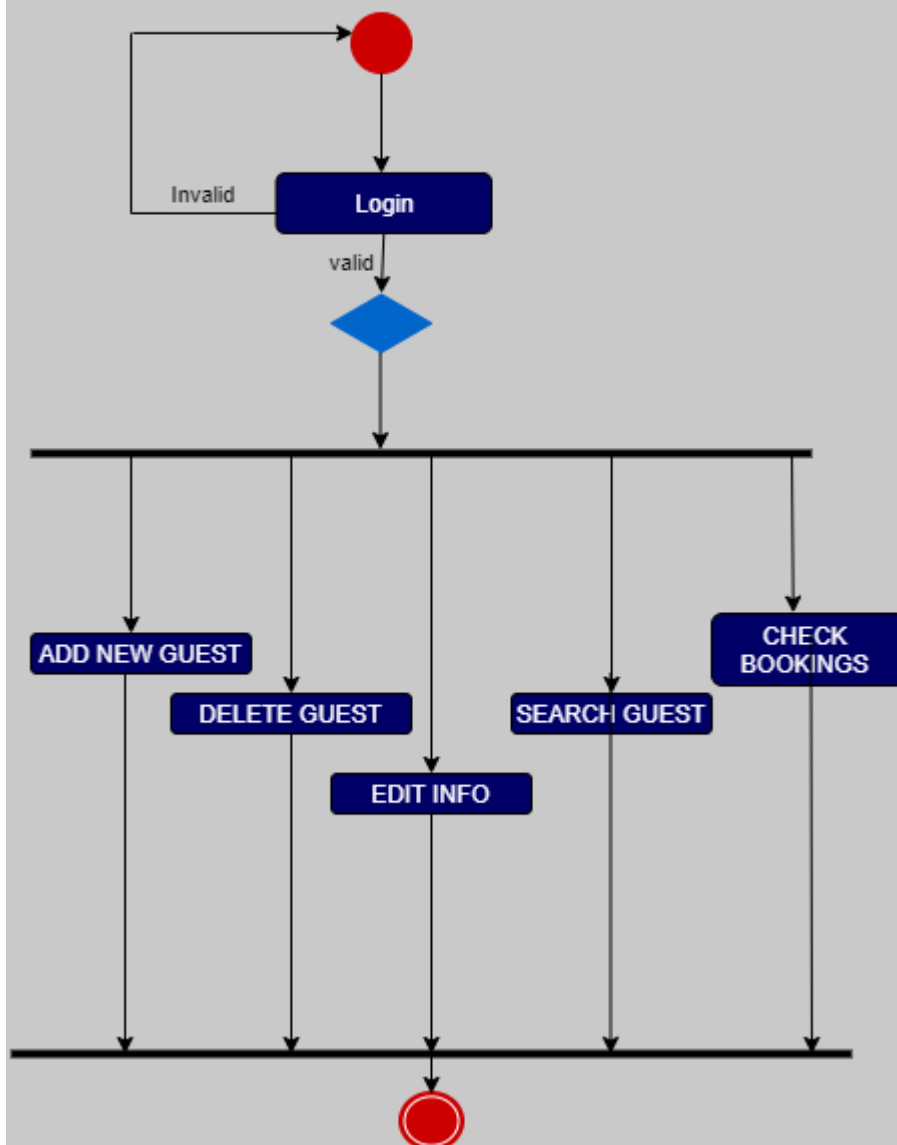 Invalid
Login
valid
ADD NEW GUEST
DELETE GUEST
EDIT INFO
SEARCH GUEST
CHECK
BOOKINGS